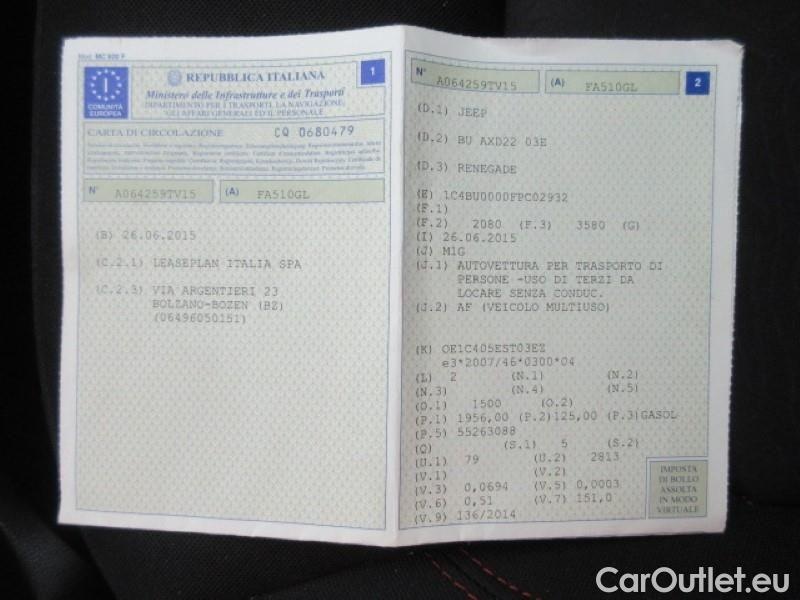 Mod. MC 820 F
REPUBBLICA ITALIANA
1
COMUNITÀ
EUROPEA
I
Ministero delle Infrastrutture e dei Trasporti
DIPARTIMENTO PER I TRASPORTI, LA NAVIGAZIONE,
GLI AFFARI GENERALI ED IL PERSONALE
CARTA DI CIRCOLAZIONE CQ 0680479
N° A064259TV15 (A) FA510GL
(B) 26.06.2015
(C.2.1) LEASEPLAN ITALIA SPA
(C.2.3) VIA ARGENTIERI 23
BOLZANO-BOZEN (BZ)
(06496050151)
N° A064259TV15 (A) FA510GL 2
(D.1) JEEP
(D.2) BU AXD22 03E
(D.3) RENEGADE
(E) 1C4BU0000FPC02932
(F.1)
(F.2) 2080 (F.3) 3580 (G)
(I) 26.06.2015
(J) M1G
(J.1) AUTOVETTURA PER TRASPORTO DI
PERSONE -USO DI TERZI DA
LOCARE SENZA CONDUC.
(J.2) AF (VEICOLO MULTIUSO)
(K) OE1C405EST03EZ
e3*2007/46*0300*04
(L) 2 (N.1) (N.2)
(N.3) (N.4) (N.5)
(O.1) 1500 (O.2)
(P.1) 1956,00 (P.2)125,00 (P.3)GASOL
(P.5) 55263088
(Q) (S.1) 5 (S.2)
(U.1) 79 (U.2) 2813
(V.1) (V.2)
(V.3) 0,0694 (V.5) 0,0003
(V.6) 0,51 (V.7) 151,0
(V.9) 136/2014
IMPOSTA
DI BOLLO
ASSOLTA
IN MODO
VIRTUALE
CarOutlet.eu